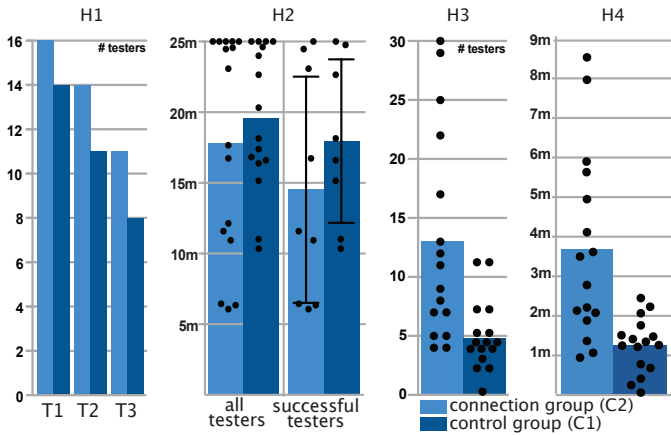 H1
H2
H3
H4
# testers
16
14
12
10
8
6
4
2
0
T1
T2
T3
25m
20m
15m
10m
5m
all
testers
successful
testers
# testers
30
25
20
15
10
5
0
9m
8m
7m
6m
5m
4m
3m
2m
1m
connection group (C2)
control group (C1)